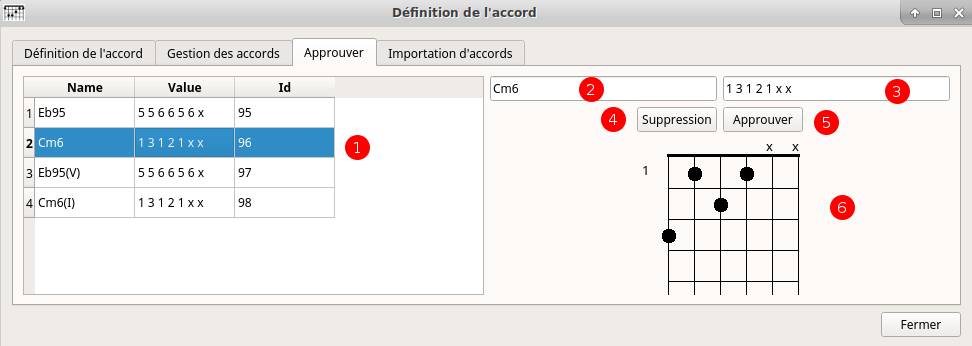 Définition de l'accord
Définition de l'accord Gestion des accords Approuver Importation d'accords
Name Value Id
1 Eb95 5 5 6 6 5 6 x 95
2 Cm6 1 3 1 2 1 x x 96
3 Eb95(V) 5 5 6 6 5 6 x 97
4 Cm6(I) 1 3 1 2 1 x x 98
1
Cm6 2 1 3 1 2 1 x x 3
4 Suppression Approuver 5
x x
1
6
Fermer